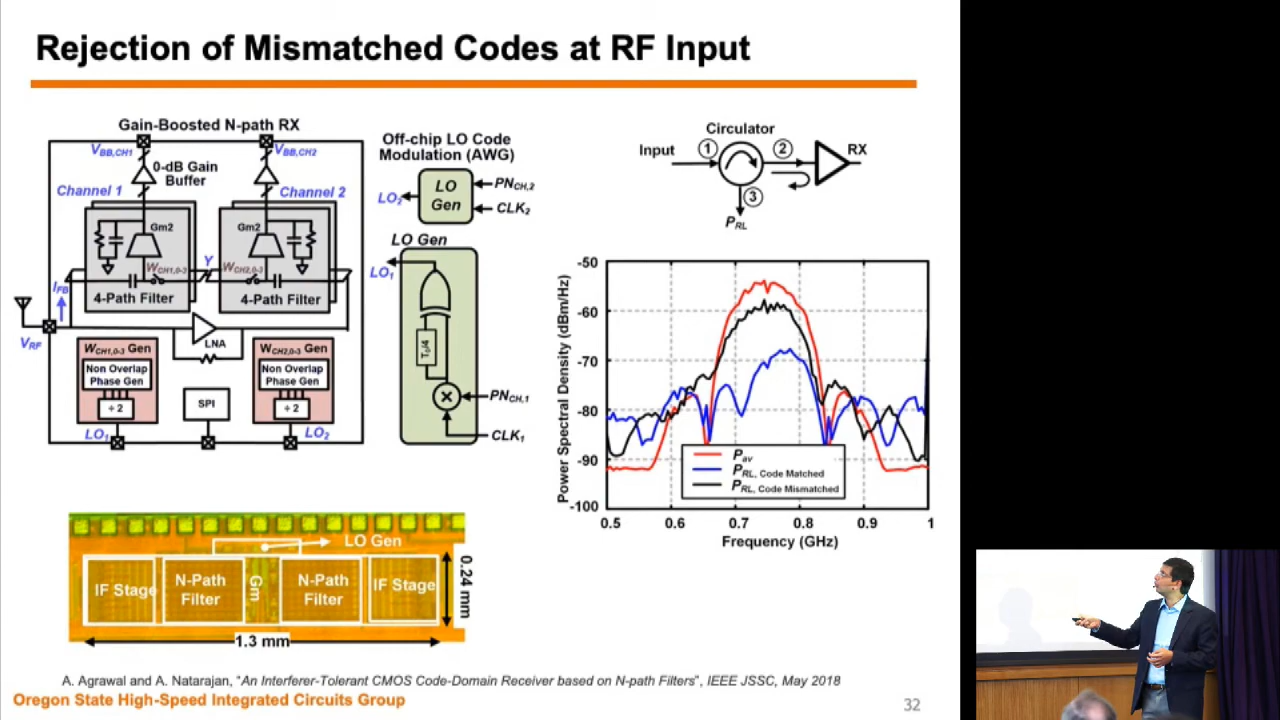 Rejection of Mismatched Codes at RF Input
Gain-Boosted N-path RX
V_BB,CH1
V_BB,CH2
0-dB Gain
Buffer
Channel 1
Channel 2
Gm2
Gm2
W_CH1,0-3
Y
W_CH2,0-3
I_FB
4-Path Filter
4-Path Filter
LNA
V_RF
W_CH1,0-3 Gen
Non Overlap
Phase Gen
÷ 2
SPI
W_CH2,0-3 Gen
Non Overlap
Phase Gen
÷ 2
LO_1
LO_2
Off-chip LO Code
Modulation (AWG)
LO
Gen
PN_CH,2
LO_2
CLK_2
LO Gen
LO_1
T_0/4
PN_CH,1
CLK_1
Circulator
Input
1
2
RX
3
P_RL
Power Spectral Density (dBm/Hz)
-50
-60
-70
-80
-90
-100
P_av
P_RL, Code Matched
P_RL, Code Mismatched
0.5 0.6 0.7 0.8 0.9 1
Frequency (GHz)
LO Gen
IF Stage
N-Path
Filter
Gm
N-Path
Filter
IF Stage
0.24 mm
1.3 mm
A. Agrawal and A. Natarajan, "An Interferer-Tolerant CMOS Code-Domain Receiver based on N-path Filters", IEEE JSSC, May 2018
Oregon State High-Speed Integrated Circuits Group
32